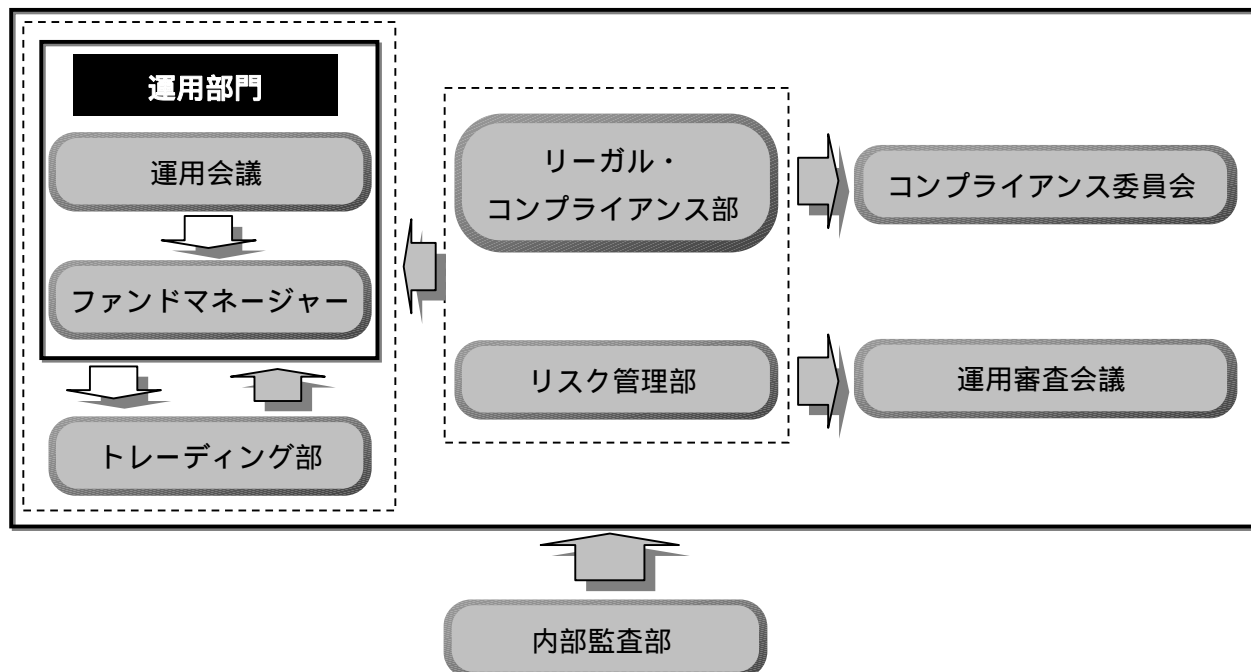 運用部門
運用会議
ファンドマネージャー
トレーディング部
リーガル・
コンプライアンス部
リスク管理部
コンプライアンス委員会
運用審査会議
内部監査部